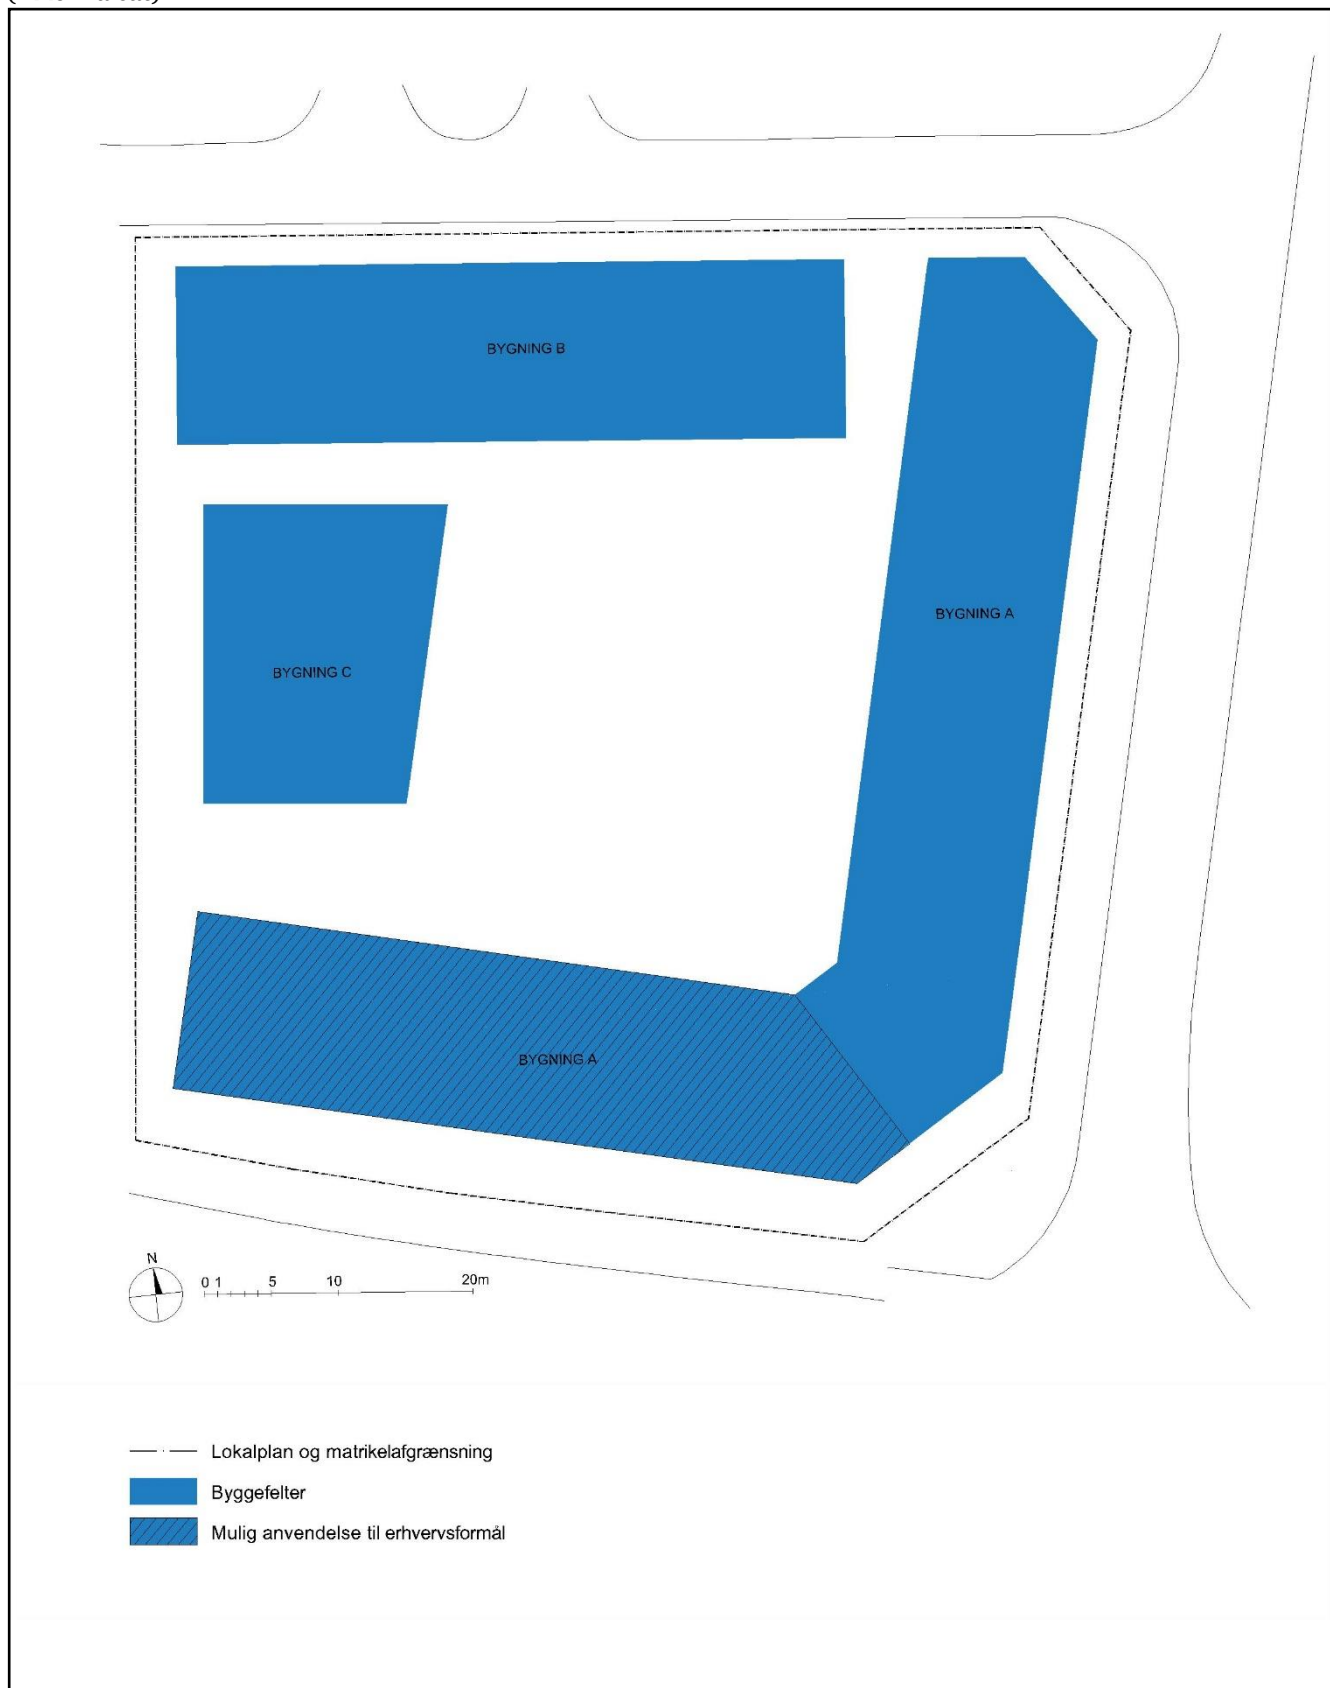 BYGNING B
BYGNING A
BYGNING C
BYGNING A
N
0 1 5 10 20m
Lokalplan og matrikelafgrænsning
Byggefelter
Mulig anvendelse til erhvervsformål